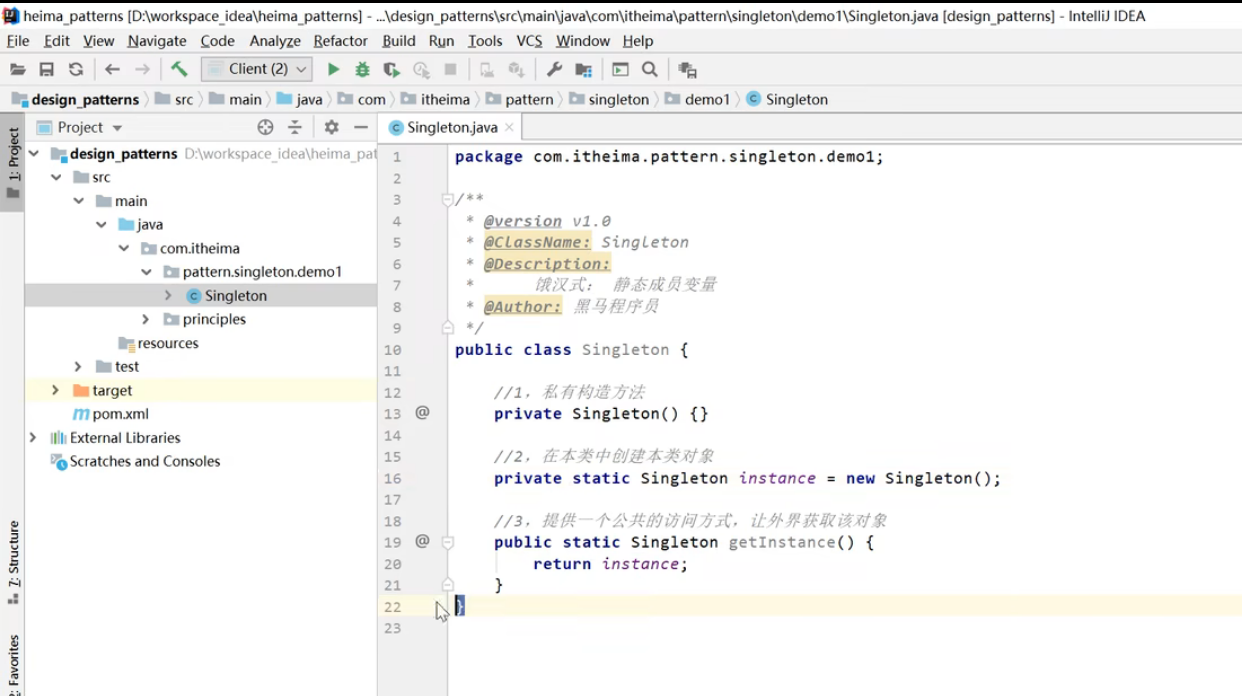 heima_patterns [D:\workspace_idea\heima_patterns] - ...\design_patterns\src\main\java\com\itheima\pattern\singleton\demo1\Singleton.java [design_patterns] - IntelliJ IDEA
File Edit View Navigate Code Analyze Refactor Build Run Tools VCS Window Help
Client (2)
design_patterns src main java com itheima pattern singleton demo1 Singleton
1: Project
7: Structure
2: Favorites
Project
design_patterns D:\workspace_idea\heima_pat
src
main
java
com.itheima
pattern.singleton.demo1
Singleton
principles
resources
test
target
pom.xml
External Libraries
Scratches and Consoles
Singleton.java
1 package com.itheima.pattern.singleton.demo1;
2
3 /**
4 * @version v1.0
5 * @ClassName: Singleton
6 * @Description:
7 * 饿汉式： 静态成员变量
8 * @Author: 黑马程序员
9 */
10 public class Singleton {
11
12 //1，私有构造方法
13 @ private Singleton() {}
14
15 //2，在本类中创建本类对象
16 private static Singleton instance = new Singleton();
17
18 //3，提供一个公共的访问方式，让外界获取该对象
19 @ public static Singleton getInstance() {
20 return instance;
21 }
22 }
23